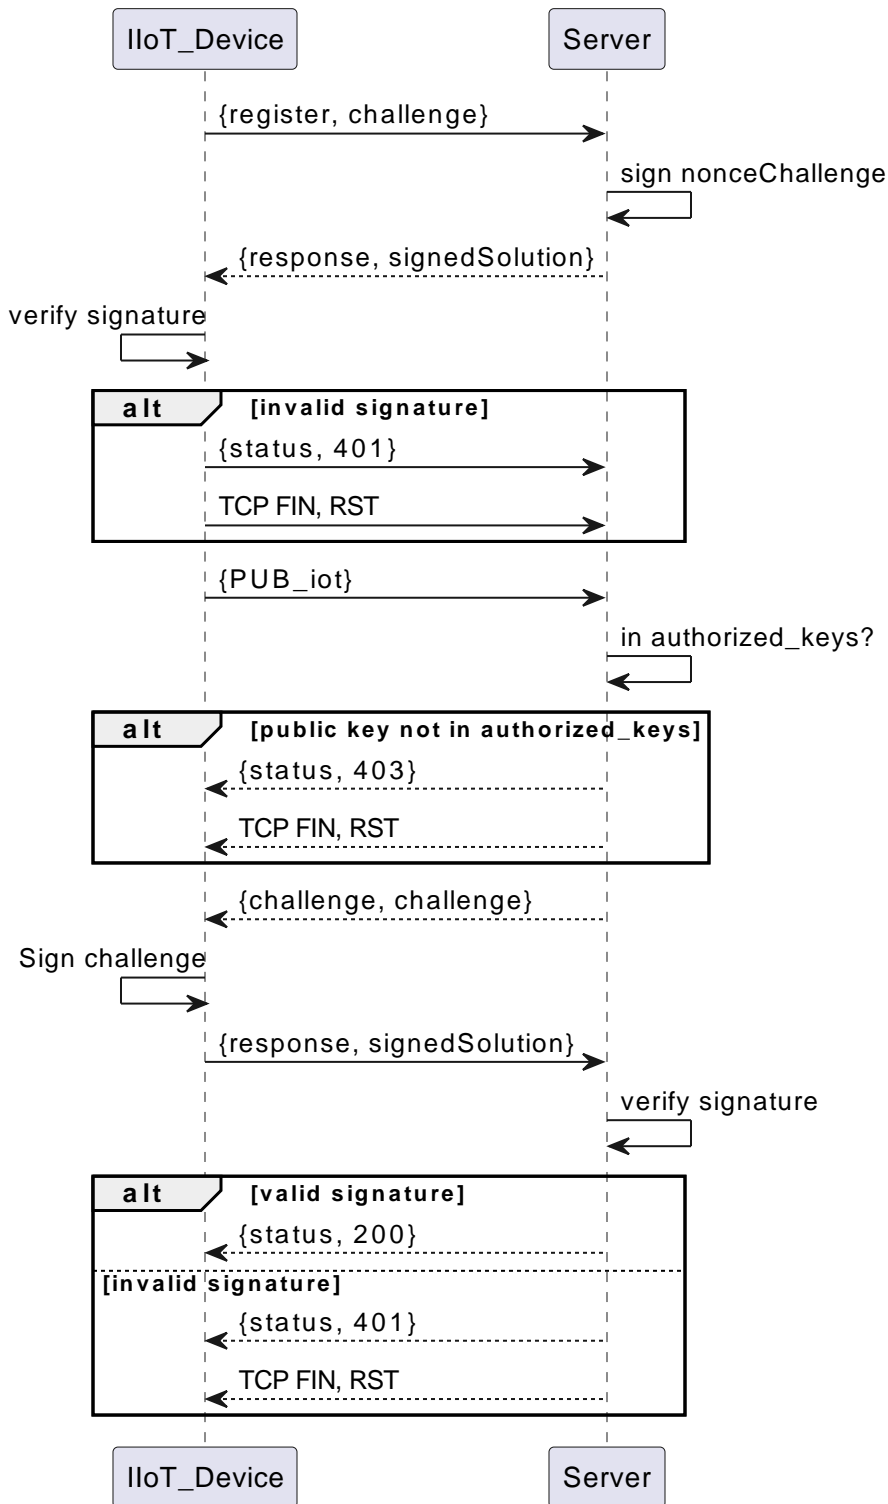 IIoT_Device
Server
{register, challenge}
sign nonceChallenge
{response, signedSolution}
verify signature
alt
[invalid signature]
{status, 401}
TCP FIN, RST
{PUB_iot}
in authorized_keys?
alt
[public key not in authorized_keys]
{status, 403}
TCP FIN, RST
{challenge, challenge}
Sign challenge
{response, signedSolution}
verify signature
alt
[valid signature]
{status, 200}
[invalid signature]
{status, 401}
TCP FIN, RST
IIoT_Device
Server